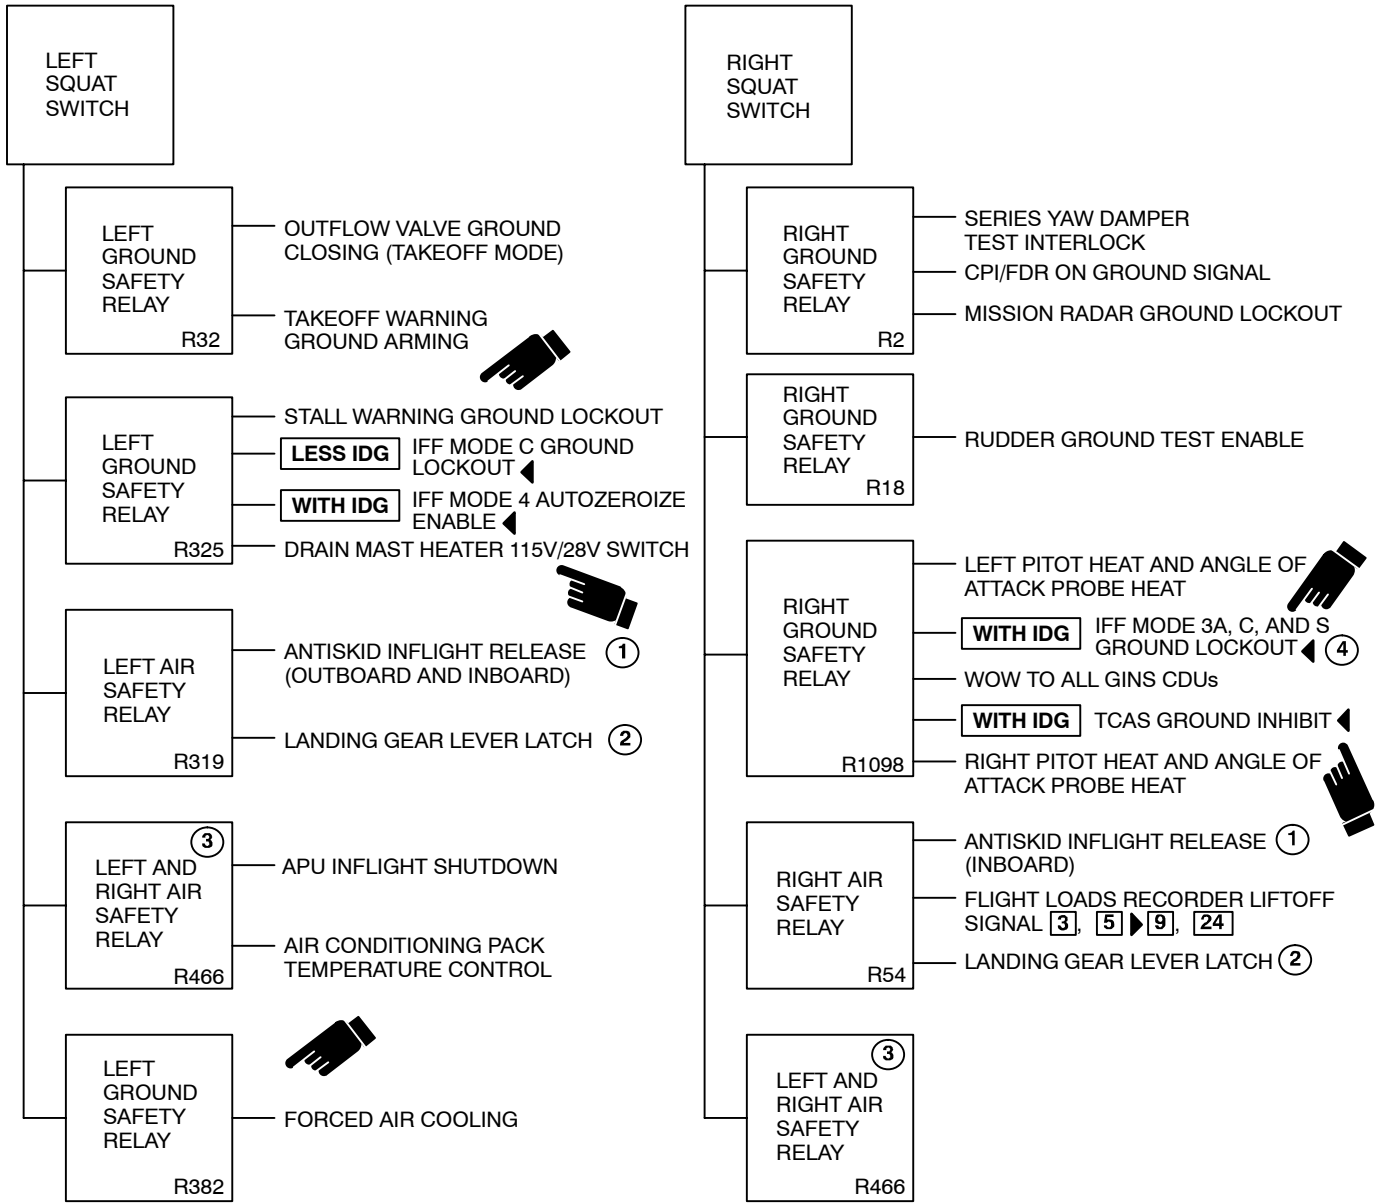 LEFT
SQUAT
SWITCH
LEFT
GROUND
SAFETY
RELAY
R32
OUTFLOW VALVE GROUND
CLOSING (TAKEOFF MODE)
TAKEOFF WARNING
GROUND ARMING
LEFT
GROUND
SAFETY
RELAY
R325
STALL WARNING GROUND LOCKOUT
LESS IDG IFF MODE C GROUND
LOCKOUT
WITH IDG IFF MODE 4 AUTOZEROIZE
ENABLE
DRAIN MAST HEATER 115V/28V SWITCH
LEFT AIR
SAFETY
RELAY
R319
ANTISKID INFLIGHT RELEASE 1
(OUTBOARD AND INBOARD)
LANDING GEAR LEVER LATCH 2
3
LEFT AND
RIGHT AIR
SAFETY
RELAY
R466
APU INFLIGHT SHUTDOWN
AIR CONDITIONING PACK
TEMPERATURE CONTROL
LEFT
GROUND
SAFETY
RELAY
R382
FORCED AIR COOLING
RIGHT
SQUAT
SWITCH
RIGHT
GROUND
SAFETY
RELAY
R2
SERIES YAW DAMPER
TEST INTERLOCK
CPI/FDR ON GROUND SIGNAL
MISSION RADAR GROUND LOCKOUT
RIGHT
GROUND
SAFETY
RELAY
R18
RUDDER GROUND TEST ENABLE
RIGHT
GROUND
SAFETY
RELAY
R1098
LEFT PITOT HEAT AND ANGLE OF
ATTACK PROBE HEAT
WITH IDG IFF MODE 3A, C, AND S
GROUND LOCKOUT 4
WOW TO ALL GINS CDUs
WITH IDG TCAS GROUND INHIBIT
RIGHT PITOT HEAT AND ANGLE OF
ATTACK PROBE HEAT
RIGHT AIR
SAFETY
RELAY
R54
ANTISKID INFLIGHT RELEASE 1
(INBOARD)
FLIGHT LOADS RECORDER LIFTOFF
SIGNAL 3, 5 9, 24
LANDING GEAR LEVER LATCH 2
3
LEFT AND
RIGHT AIR
SAFETY
RELAY
R466